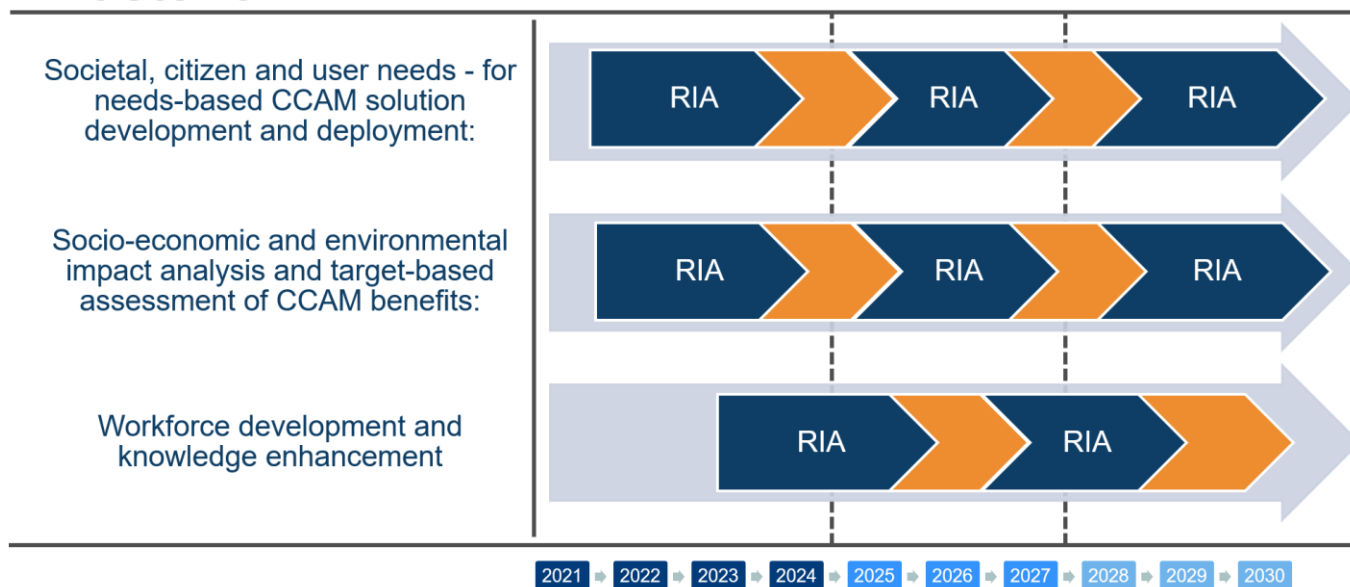 Societal, citizen and user needs - for
needs-based CCAM solution
development and deployment:
RIA
RIA
RIA
Socio-economic and environmental
impact analysis and target-based
assessment of CCAM benefits:
RIA
RIA
RIA
Workforce development and
knowledge enhancement
RIA
RIA
2021 2022 2023 2024 2025 2026 2027 2028 2029 2030